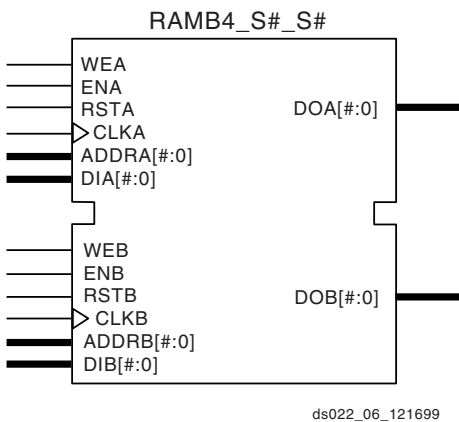 RAMB4_S#_S#
WEA
ENA
RSTA
CLKA
ADDRA[#:0]
DIA[#:0]
DOA[#:0]
WEB
ENB
RSTB
CLKB
ADDRB[#:0]
DIB[#:0]
DOB[#:0]
ds022_06_121699